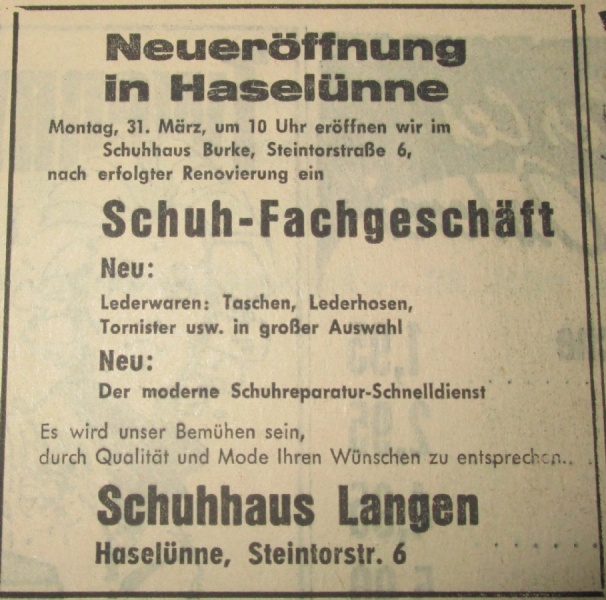 Neueröffnung
in Haselünne
Montag, 31. März, um 10 Uhr eröffnen wir im
Schuhhaus Burke, Steintorstraße 6,
nach erfolgter Renovierung ein
Schuh-Fachgeschäft
Neu:
Lederwaren: Taschen, Lederhosen,
Tornister usw. in großer Auswahl
Neu:
Der moderne Schuhreparatur-Schnelldienst
Es wird unser Bemühen sein,
durch Qualität und Mode Ihren Wünschen zu entsprechen.
Schuhhaus Langen
Haselünne, Steintorstr. 6